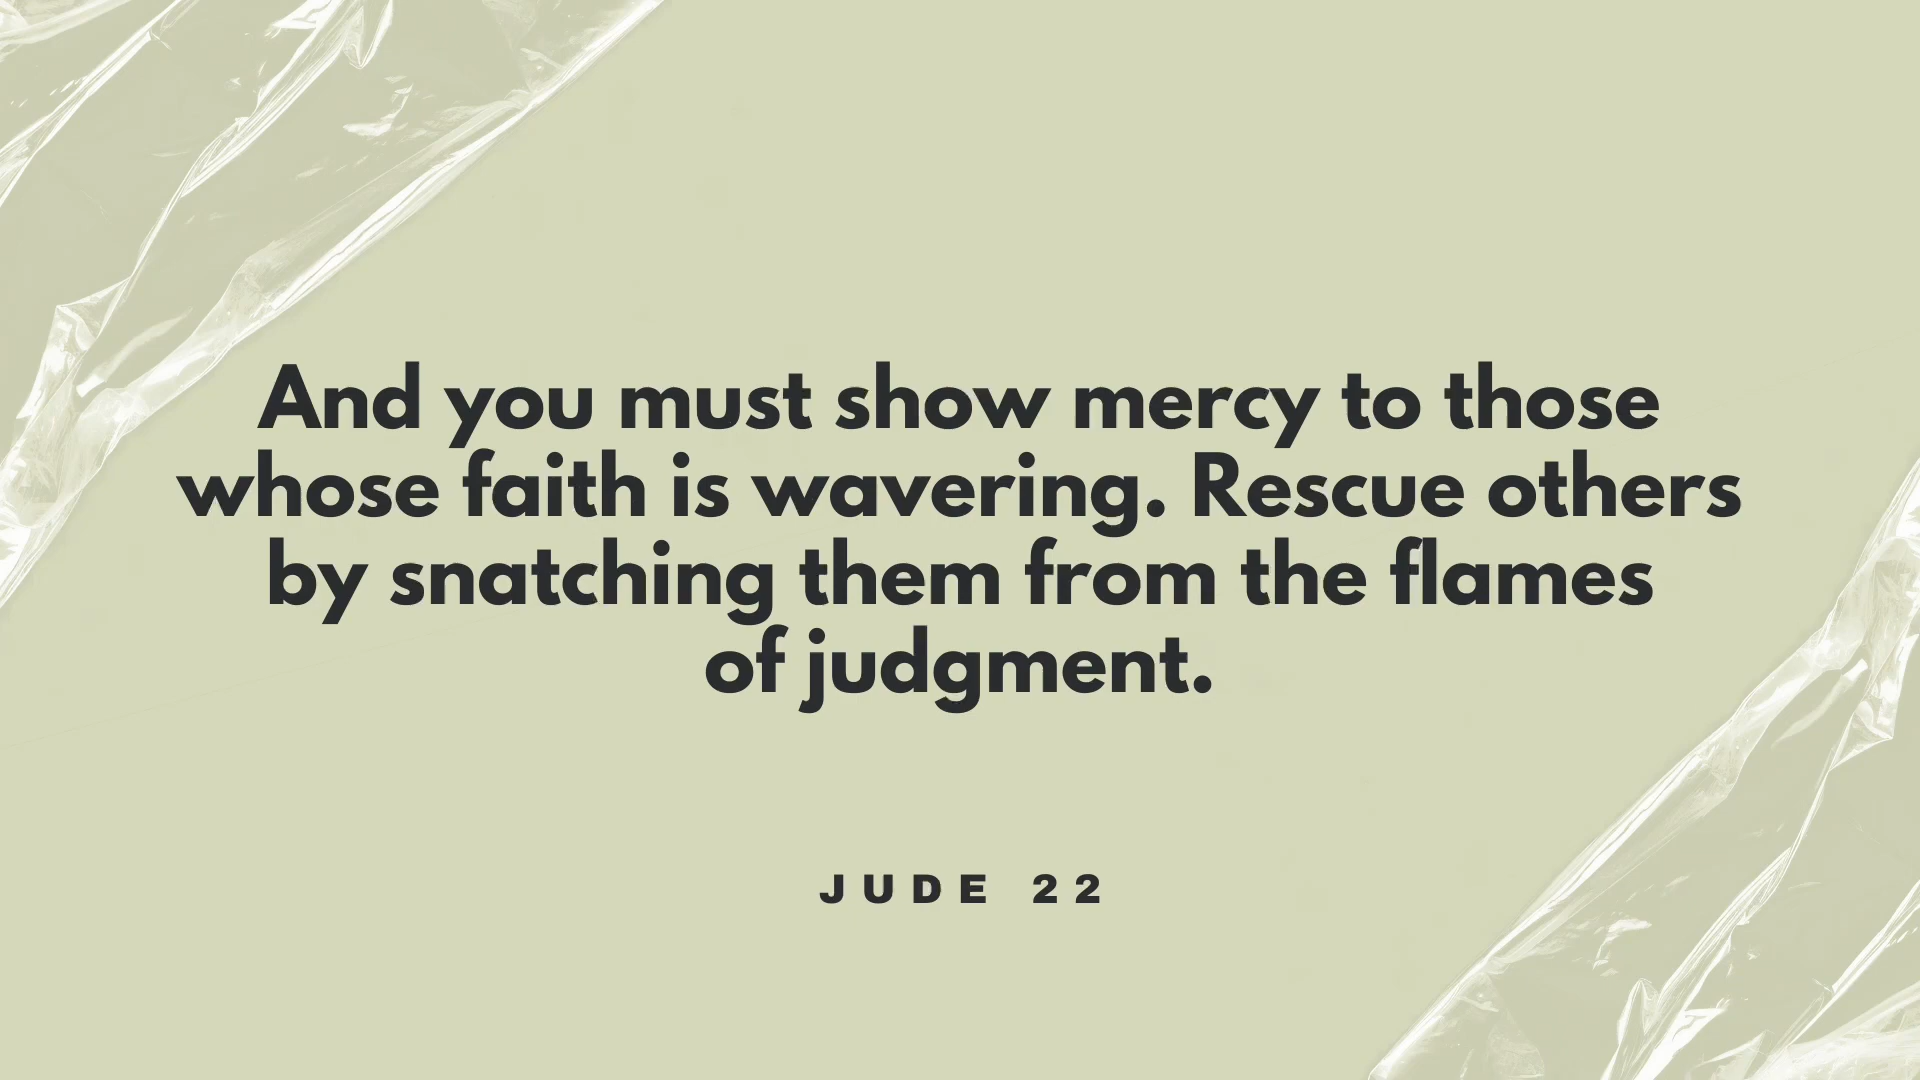 And you must show mercy to those
whose faith is wavering. Rescue others
by snatching them from the flames
of judgment.
JUDE 22